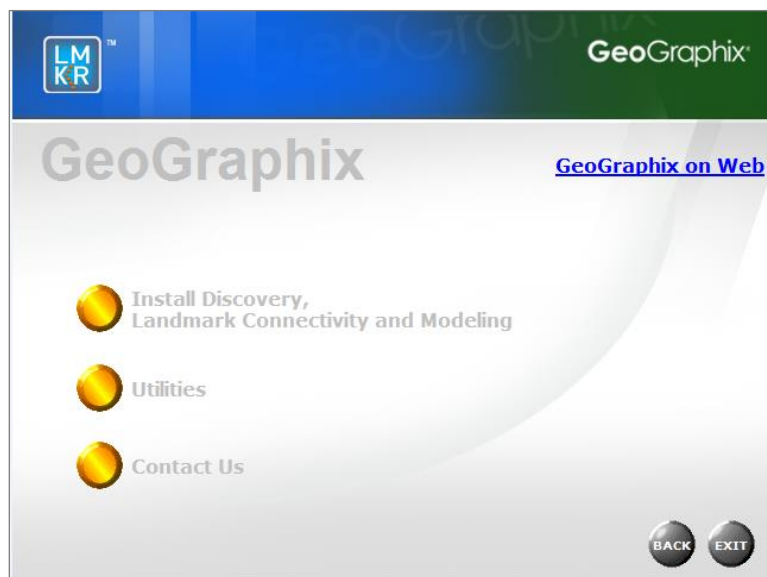 GeoGraphix
LM
KR
TM
GeoGraphix
GeoGraphix
GeoGraphix on Web
Install Discovery,
Landmark Connectivity and Modeling
Utilities
Contact Us
BACK
EXIT